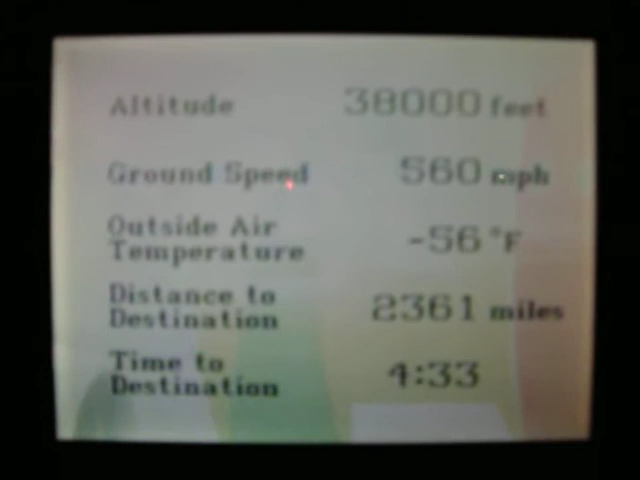 Altitude 38000 feet
Ground Speed 560 mph
Outside Air
Temperature -56 °F
Distance to
Destination 2361 miles
Time to
Destination 4:33